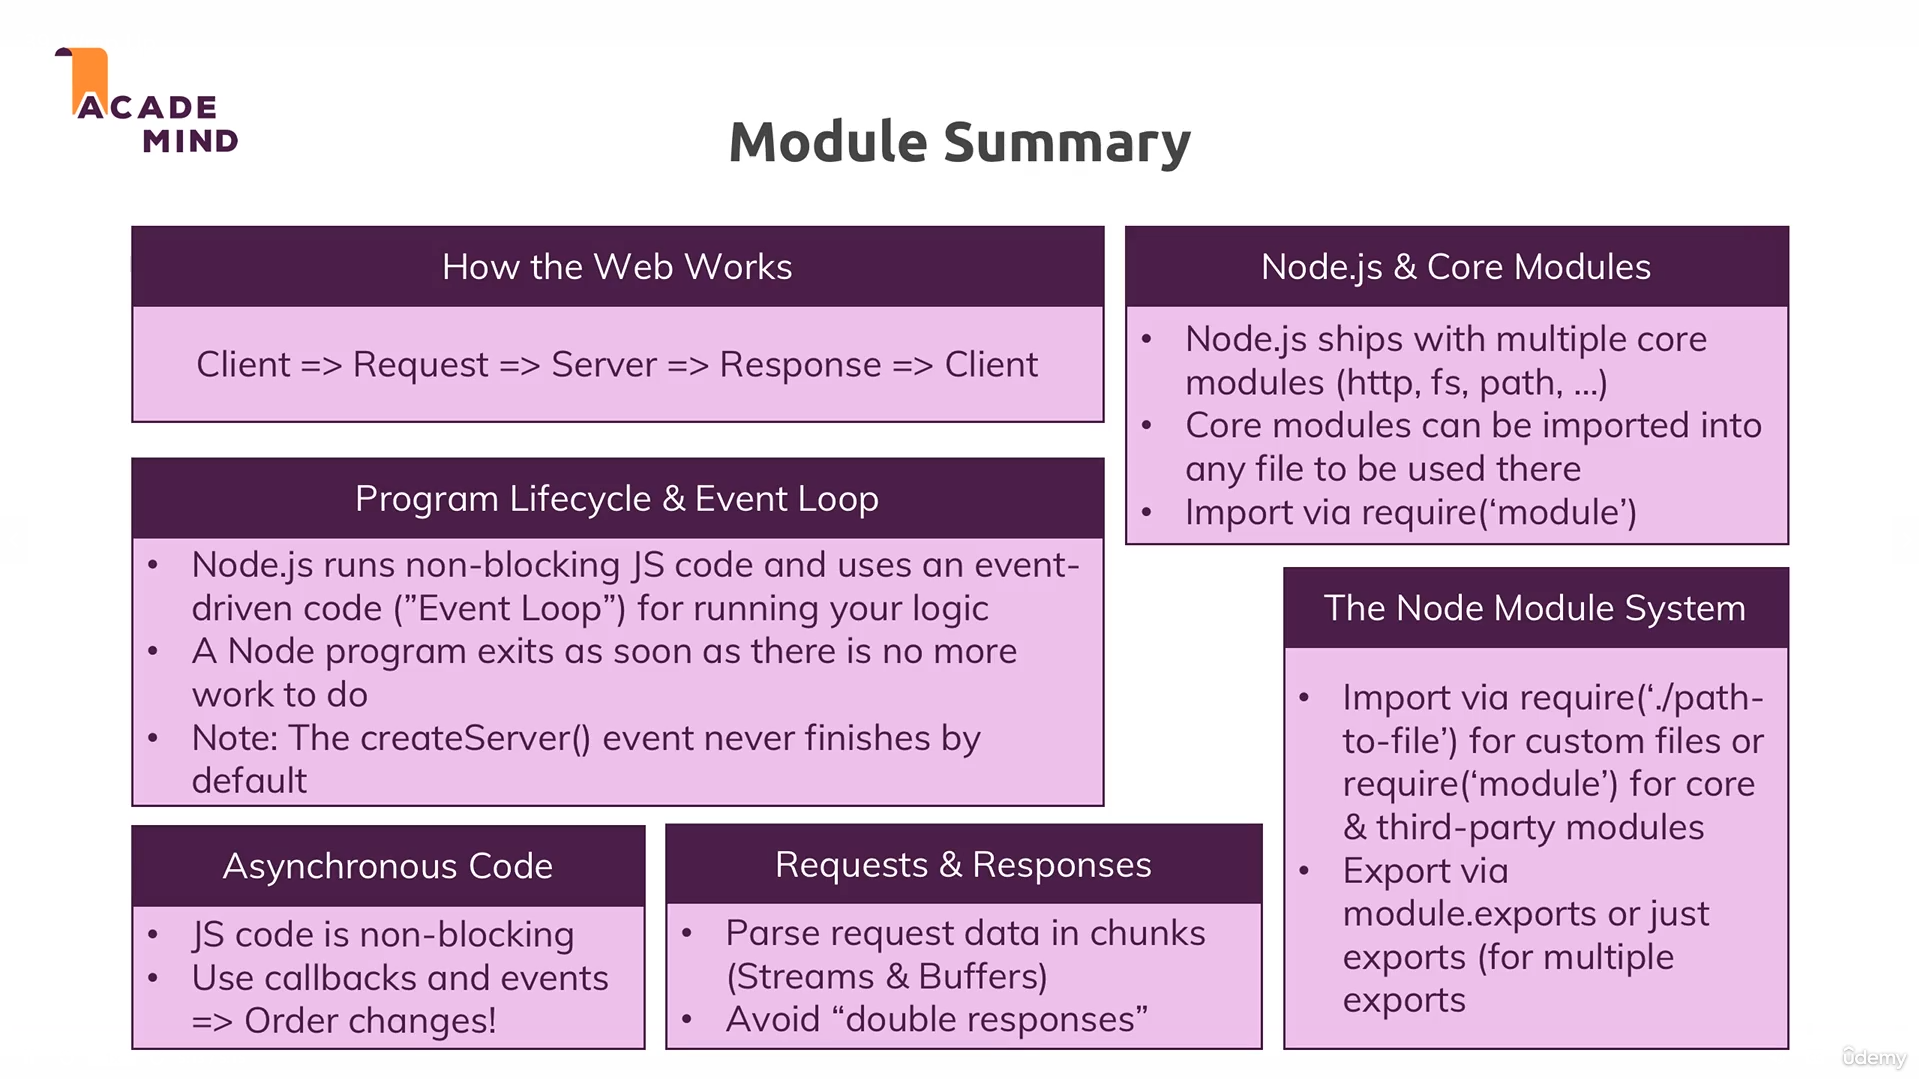 ACADE
MIND
Module Summary
How the Web Works
Client => Request => Server => Response => Client
Program Lifecycle & Event Loop
• Node.js runs non-blocking JS code and uses an event-
driven code (”Event Loop”) for running your logic
• A Node program exits as soon as there is no more
work to do
• Note: The createServer() event never finishes by
default
Asynchronous Code
• JS code is non-blocking
• Use callbacks and events
=> Order changes!
Requests & Responses
• Parse request data in chunks
(Streams & Buffers)
• Avoid “double responses”
Node.js & Core Modules
• Node.js ships with multiple core
modules (http, fs, path, ...)
• Core modules can be imported into
any file to be used there
• Import via require(‘module’)
The Node Module System
• Import via require(‘./path-
to-file’) for custom files or
require(‘module’) for core
& third-party modules
• Export via
module.exports or just
exports (for multiple
exports
ûdemy